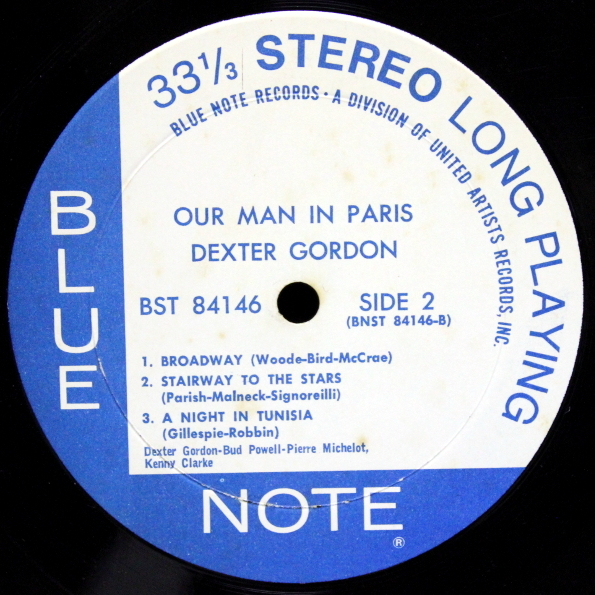 33⅓ STEREO LONG PLAYING
BLUE NOTE RECORDS • A DIVISION OF UNITED ARTISTS RECORDS, INC.
OUR MAN IN PARIS
DEXTER GORDON
BST 84146
SIDE 2
(BNST 84146-B)
1. BROADWAY (Woode-Bird-McCrae)
2. STAIRWAY TO THE STARS
(Parish-Malneck-Signoreilli)
3. A NIGHT IN TUNISIA
(Gillespie-Robbin)
Dexter Gordon-Bud Powell-Pierre Michelot,
Kenny Clarke
BLUE
NOTE®